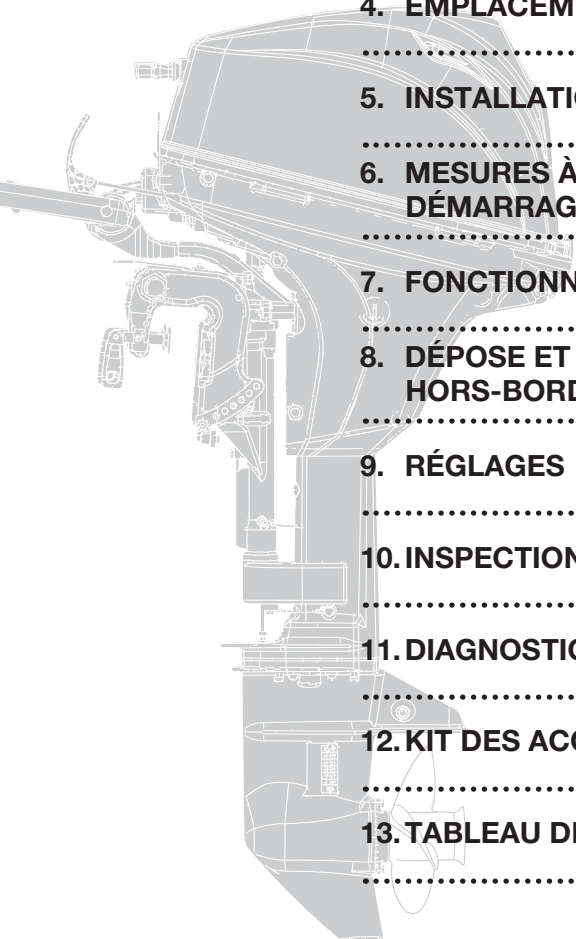 4. EMPLACEM
5. INSTALLATIO
6. MESURES À
DÉMARRAG
7. FONCTIONN
8. DÉPOSE ET
HORS-BORD
9. RÉGLAGES
10. INSPECTION
11. DIAGNOSTIC
12. KIT DES ACC
13. TABLEAU DE